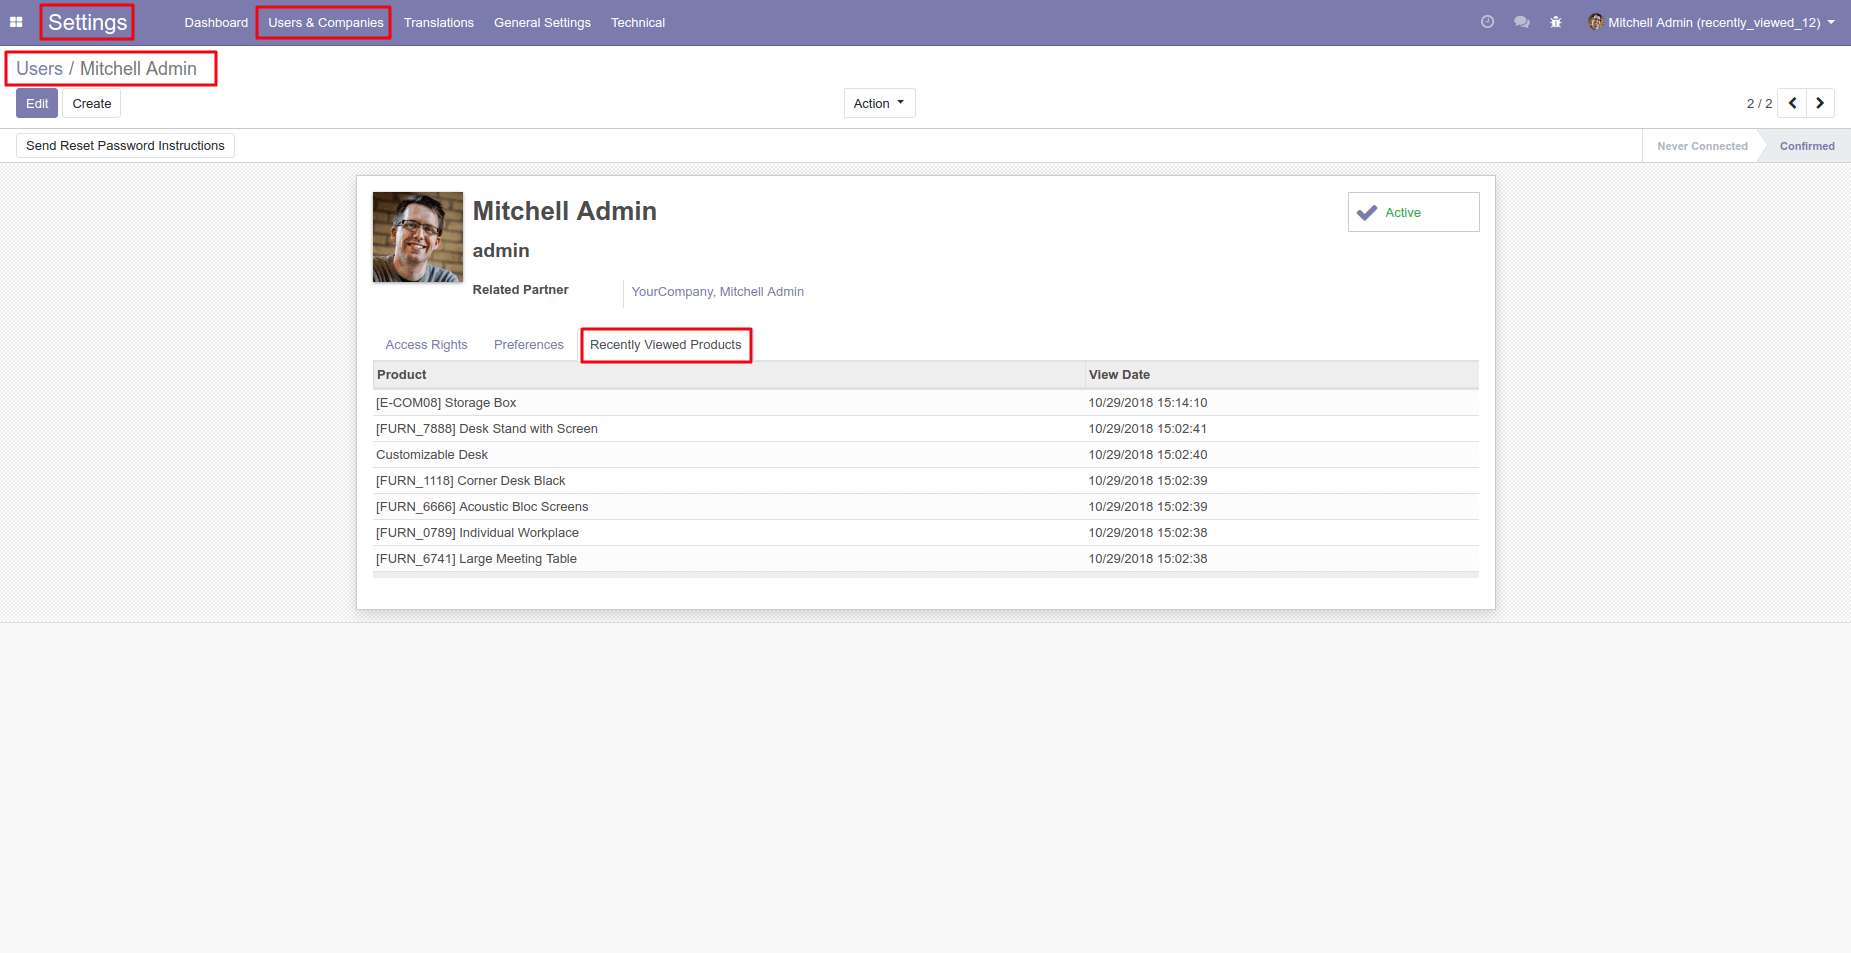 Settings Dashboard Users & Companies Translations General Settings Technical Mitchell Admin (recently_viewed_12)
Users / Mitchell Admin
Edit Create Action 2 / 2
Send Reset Password Instructions Never Connected Confirmed
Mitchell Admin
Active
admin
Related Partner YourCompany, Mitchell Admin
Access Rights Preferences Recently Viewed Products
Product View Date
[E-COM08] Storage Box 10/29/2018 15:14:10
[FURN_7888] Desk Stand with Screen 10/29/2018 15:02:41
Customizable Desk 10/29/2018 15:02:40
[FURN_1118] Corner Desk Black 10/29/2018 15:02:39
[FURN_6666] Acoustic Bloc Screens 10/29/2018 15:02:39
[FURN_0789] Individual Workplace 10/29/2018 15:02:38
[FURN_6741] Large Meeting Table 10/29/2018 15:02:38